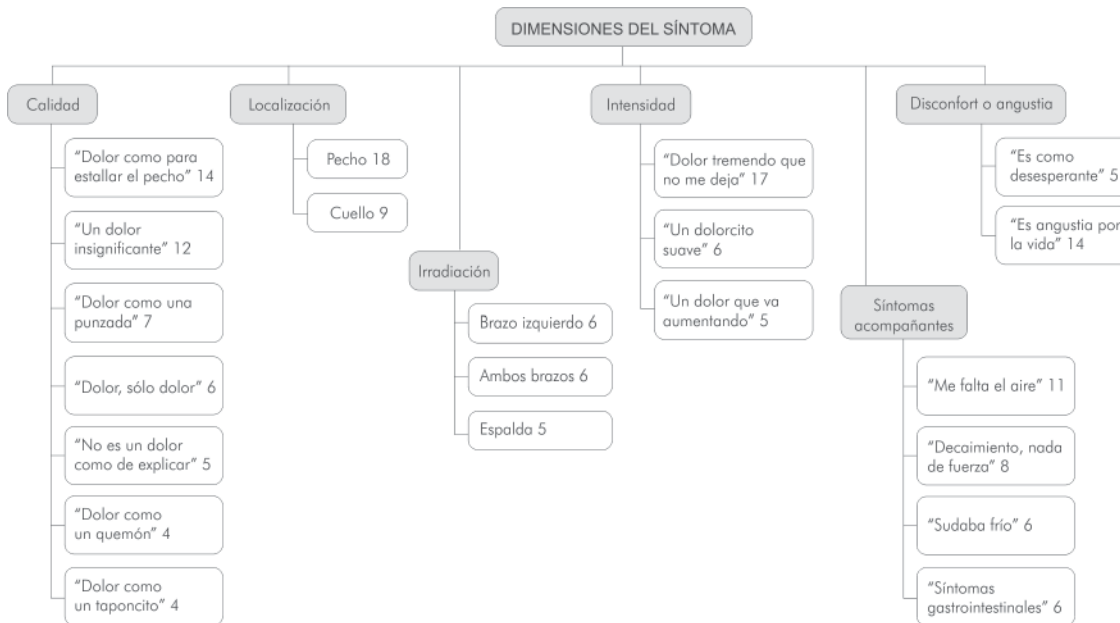 DIMENSIONES DEL SÍNTOMA
Calidad
“Dolor como para
estallar el pecho” 14
“Un dolor
insignificante” 12
“Dolor como una
punzada” 7
“Dolor, sólo dolor” 6
“No es un dolor
como de explicar” 5
“Dolor como
un quemón” 4
“Dolor como
un taponcito” 4
Localización
Pecho 18
Cuello 9
Irradiación
Brazo izquierdo 6
Ambos brazos 6
Espalda 5
Intensidad
“Dolor tremendo que
no me deja” 17
“Un dolorcito
suave” 6
“Un dolor que va
aumentando” 5
Síntomas
acompañantes
“Me falta el aire” 11
“Decaimiento, nada
de fuerza” 8
“Sudaba frío” 6
“Síntomas
gastrointestinales” 6
Disconfort o angustia
“Es como
desesperante” 5
“Es angustia por
la vida” 14